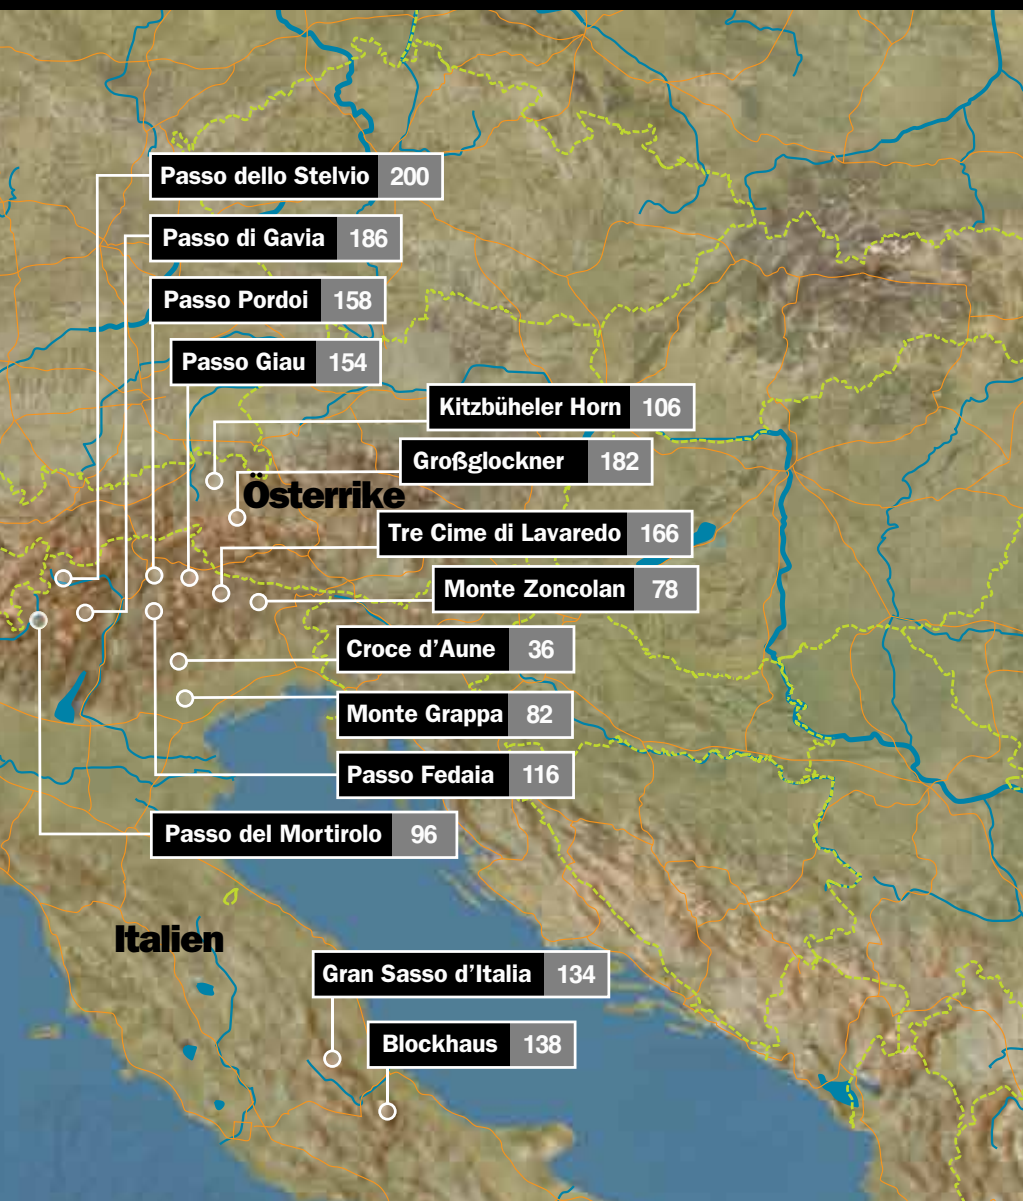 Passo dello Stelvio 200
Passo di Gavia 186
Passo Pordoi 158
Passo Giau 154
Kitzbüheler Horn 106
Großglockner 182
Österrike
Tre Cime di Lavaredo 166
Monte Zoncolan 78
Croce d’Aune 36
Monte Grappa 82
Passo Fedaia 116
Passo del Mortirolo 96
Italien
Gran Sasso d’Italia 134
Blockhaus 138